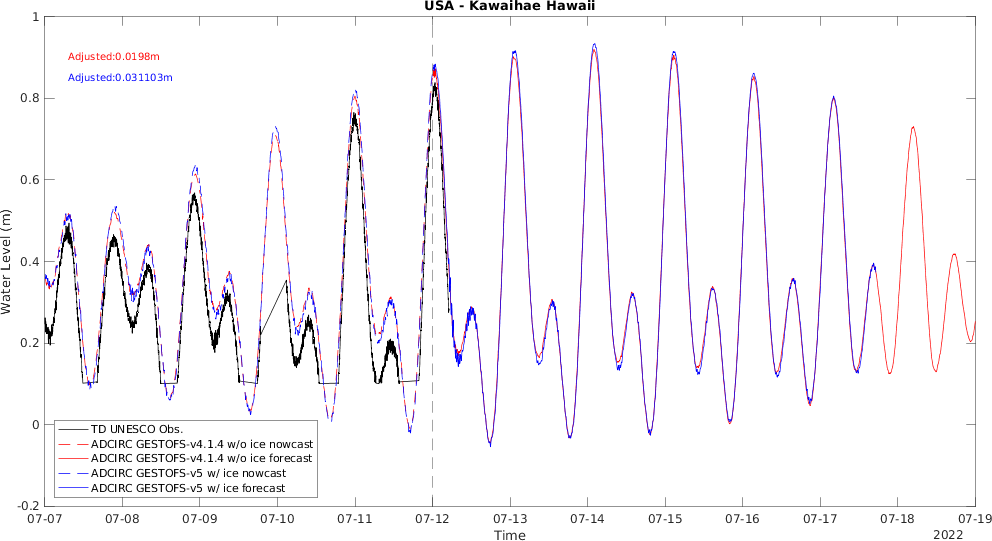 USA - Kawaihae Hawaii
Adjusted:0.0198m
Adjusted:0.031103m
Water Level (m)
1
0.8
0.6
0.4
0.2
0
-0.2
TD UNESCO Obs.
ADCIRC GESTOFS-v4.1.4 w/o ice nowcast
ADCIRC GESTOFS-v4.1.4 w/o ice forecast
ADCIRC GESTOFS-v5 w/ ice nowcast
ADCIRC GESTOFS-v5 w/ ice forecast
07-07 07-08 07-09 07-10 07-11 07-12 07-13 07-14 07-15 07-16 07-17 07-18 07-19
Time
2022